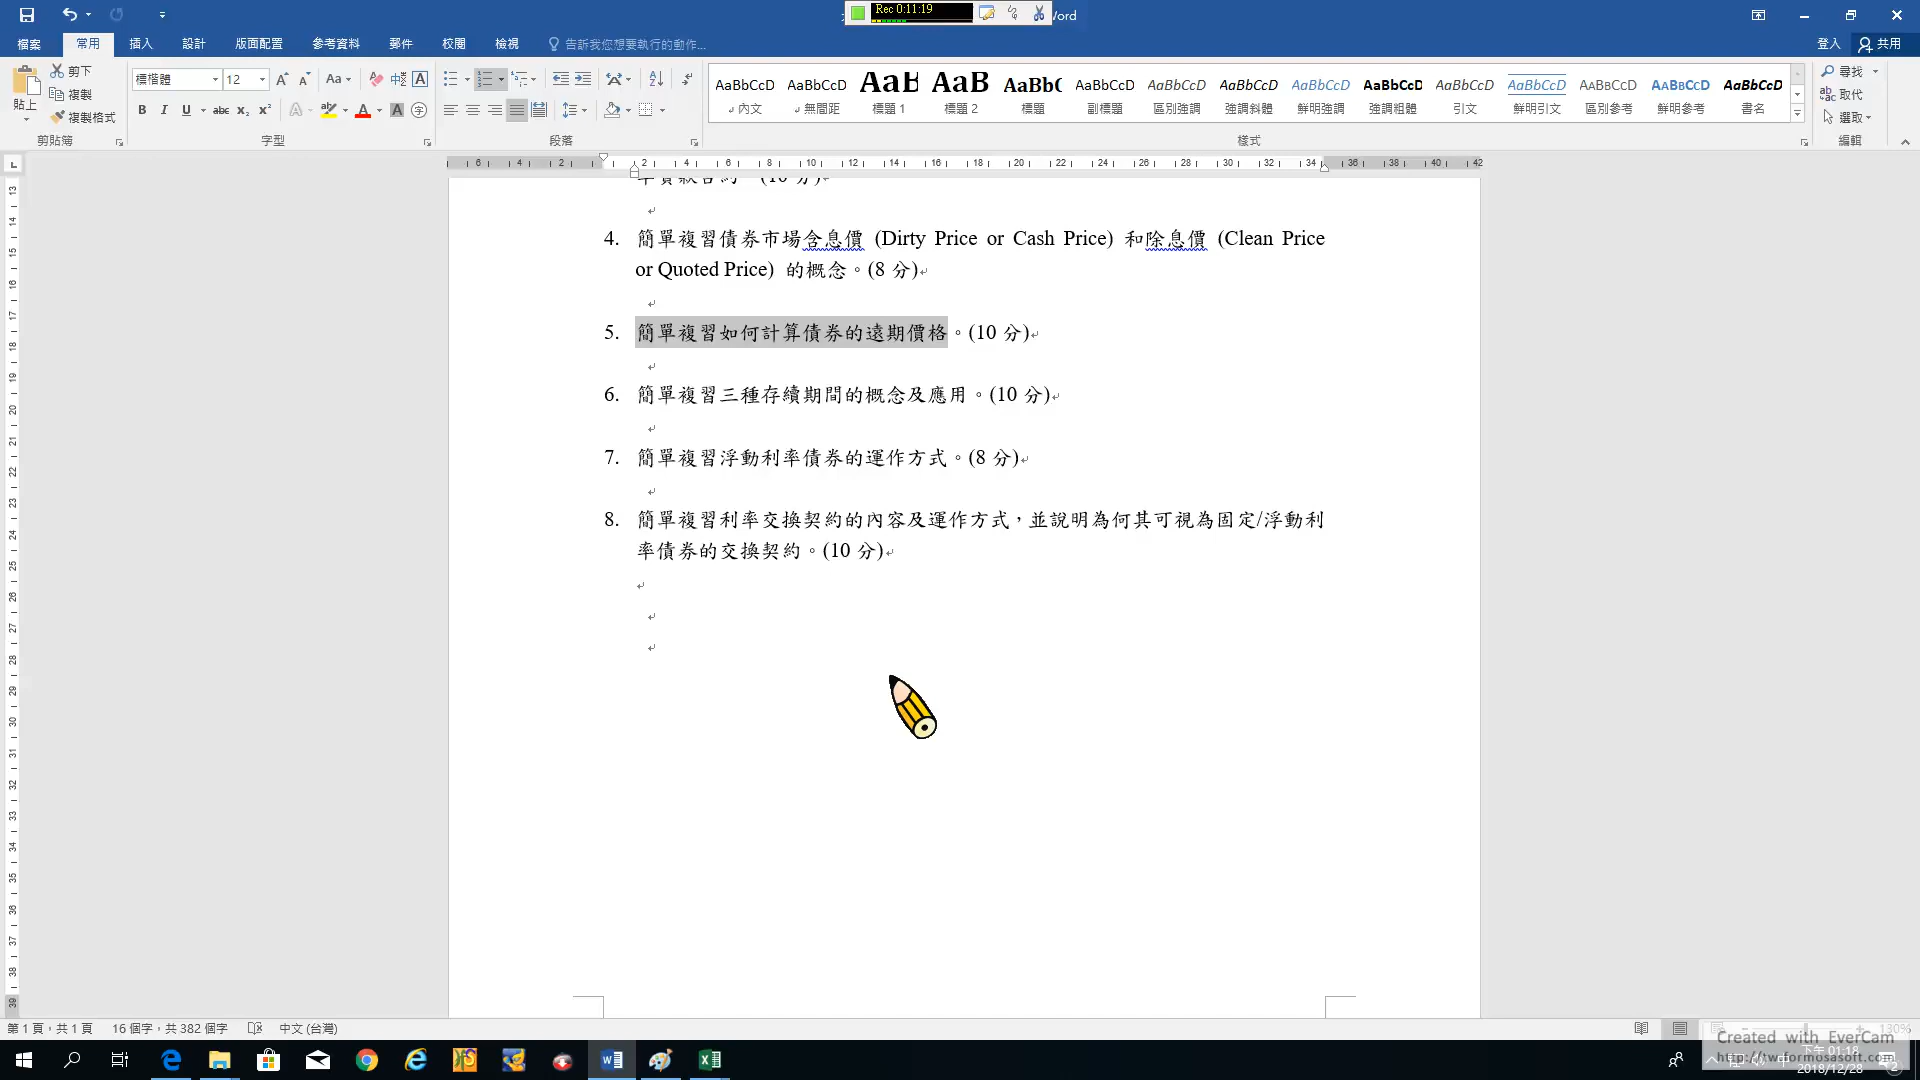 Rec 0:11:19
Word
檔案 常用 插入 設計 版面配置 參考資料 郵件 校閱 檢視 告訴我您想要執行的動作... 登入 共用
貼上 剪下 複製 複製格式 標楷體 12
AaBbCcD AaBbCcD AaB AaB AaBbC AaBbCcD AaBbCcD AaBbCcD AaBbCcD AaBbCcD AaBbCcD AaBbCcD AaBbCcD AaBbCcD AaBbCcD
內文 無間距 標題 1 標題 2 標題 副標題 區別強調 強調斜體 鮮明強調 強調粗體 引文 鮮明引文 區別參考 鮮明參考 書名
尋找 取代 選取
剪貼簿 字型 段落 樣式 編輯
4. 簡單複習債券市場含息價 (Dirty Price or Cash Price) 和除息價 (Clean Price
or Quoted Price) 的概念。(8 分)
5. 簡單複習如何計算債券的遠期價格。(10 分)
6. 簡單複習三種存續期間的概念及應用。(10 分)
7. 簡單複習浮動利率債券的運作方式。(8 分)
8. 簡單複習利率交換契約的內容及運作方式，並說明為何其可視為固定/浮動利
率債券的交換契約。(10 分)
第 1 頁，共 1 頁 16 個字，共 382 個字 中文 (台灣) 130%
Created with EverCam
http://tw.formosasoft.com
下午 01:18
2018/12/28